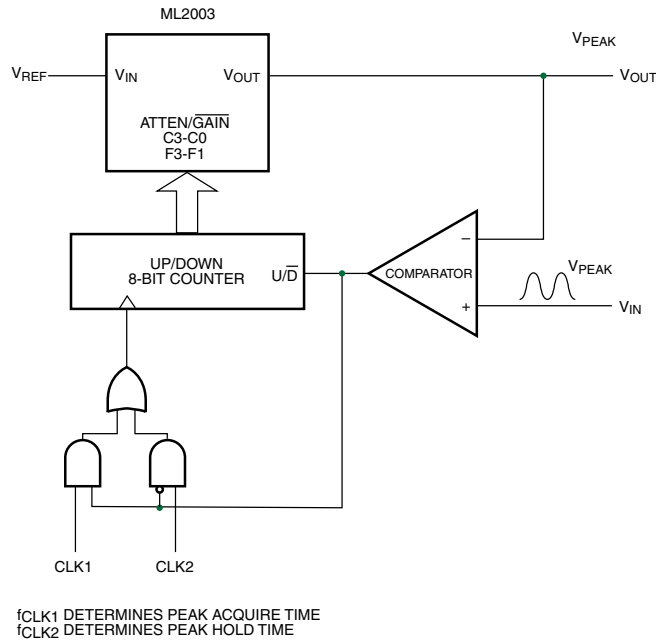 ML2003
VPEAK
VREF
VIN
VOUT
VOUT
ATTEN/GAIN
C3-C0
F3-F1
UP/DOWN
8-BIT COUNTER
U/D
COMPARATOR
–
+
VPEAK
VIN
CLK1
CLK2
fCLK1 DETERMINES PEAK ACQUIRE TIME
fCLK2 DETERMINES PEAK HOLD TIME